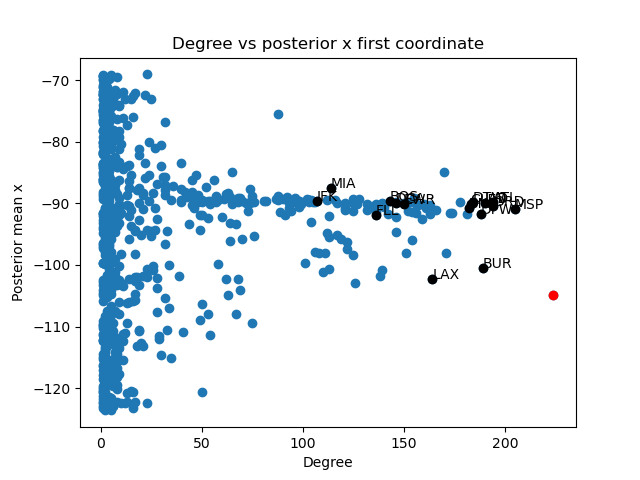 Degree vs posterior x first coordinate
−70
−80
−90
−100
−110
−120
Posterior mean x
MIA
JFK
BOS
FLL
MSP
LAX
BUR
0
50
100
150
200
Degree